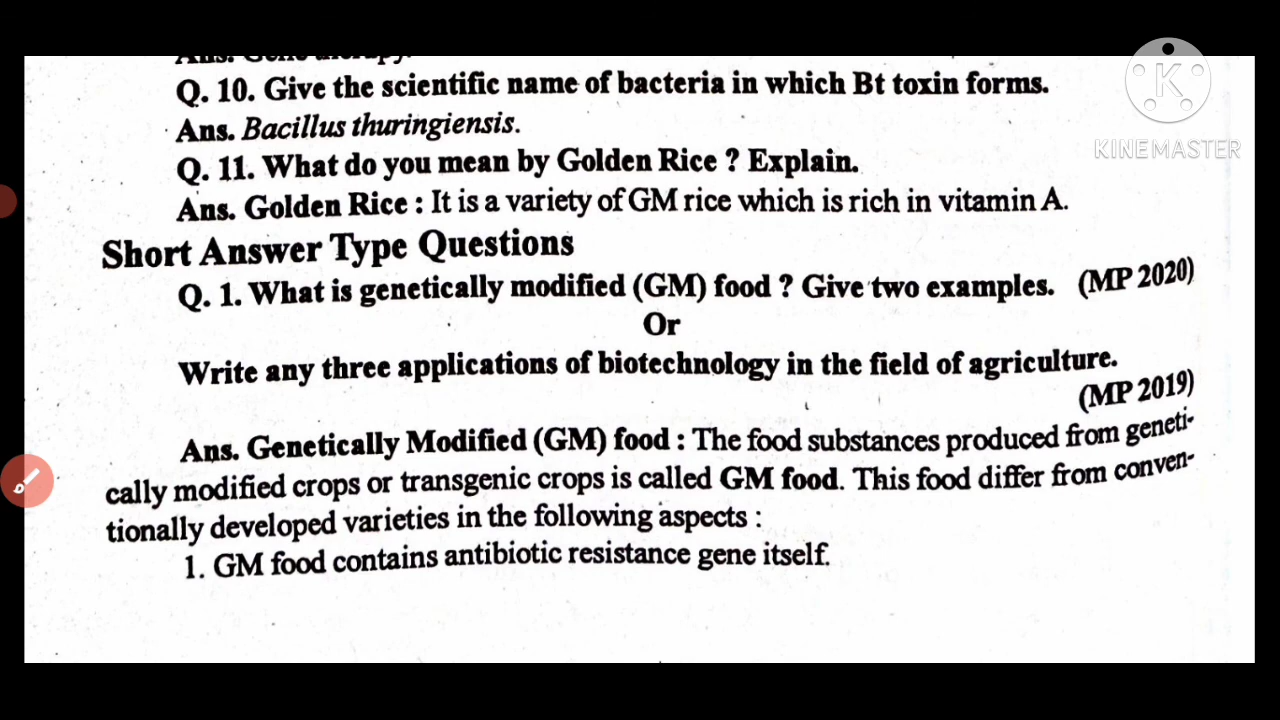 Ans. Gene therapy.
Q. 10. Give the scientific name of bacteria in which Bt toxin forms.
Ans. Bacillus thuringiensis.
Q. 11. What do you mean by Golden Rice ? Explain.
Ans. Golden Rice : It is a variety of GM rice which is rich in vitamin A.
Short Answer Type Questions
Q. 1. What is genetically modified (GM) food ? Give two examples. (MP 2020)
Or
Write any three applications of biotechnology in the field of agriculture.
(MP 2019)
Ans. Genetically Modified (GM) food : The food substances produced from geneti-
cally modified crops or transgenic crops is called GM food. This food differ from conven-
tionally developed varieties in the following aspects :
1. GM food contains antibiotic resistance gene itself.
K
KINEMASTER